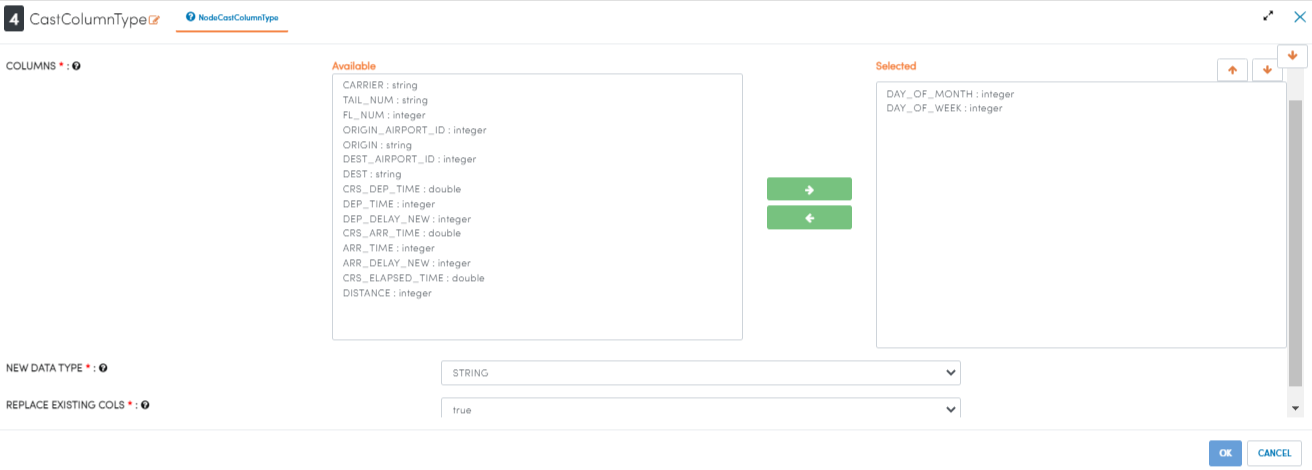 4 CastColumnType NodeCastColumnType
COLUMNS * :
Available
CARRIER : string
TAIL_NUM : string
FL_NUM : integer
ORIGIN_AIRPORT_ID : integer
ORIGIN : string
DEST_AIRPORT_ID : integer
DEST : string
CRS_DEP_TIME : double
DEP_TIME : integer
DEP_DELAY_NEW : integer
CRS_ARR_TIME : double
ARR_TIME : integer
ARR_DELAY_NEW : integer
CRS_ELAPSED_TIME : double
DISTANCE : integer
Selected
DAY_OF_MONTH : integer
DAY_OF_WEEK : integer
NEW DATA TYPE * :
STRING
REPLACE EXISTING COLS * :
true
OK CANCEL